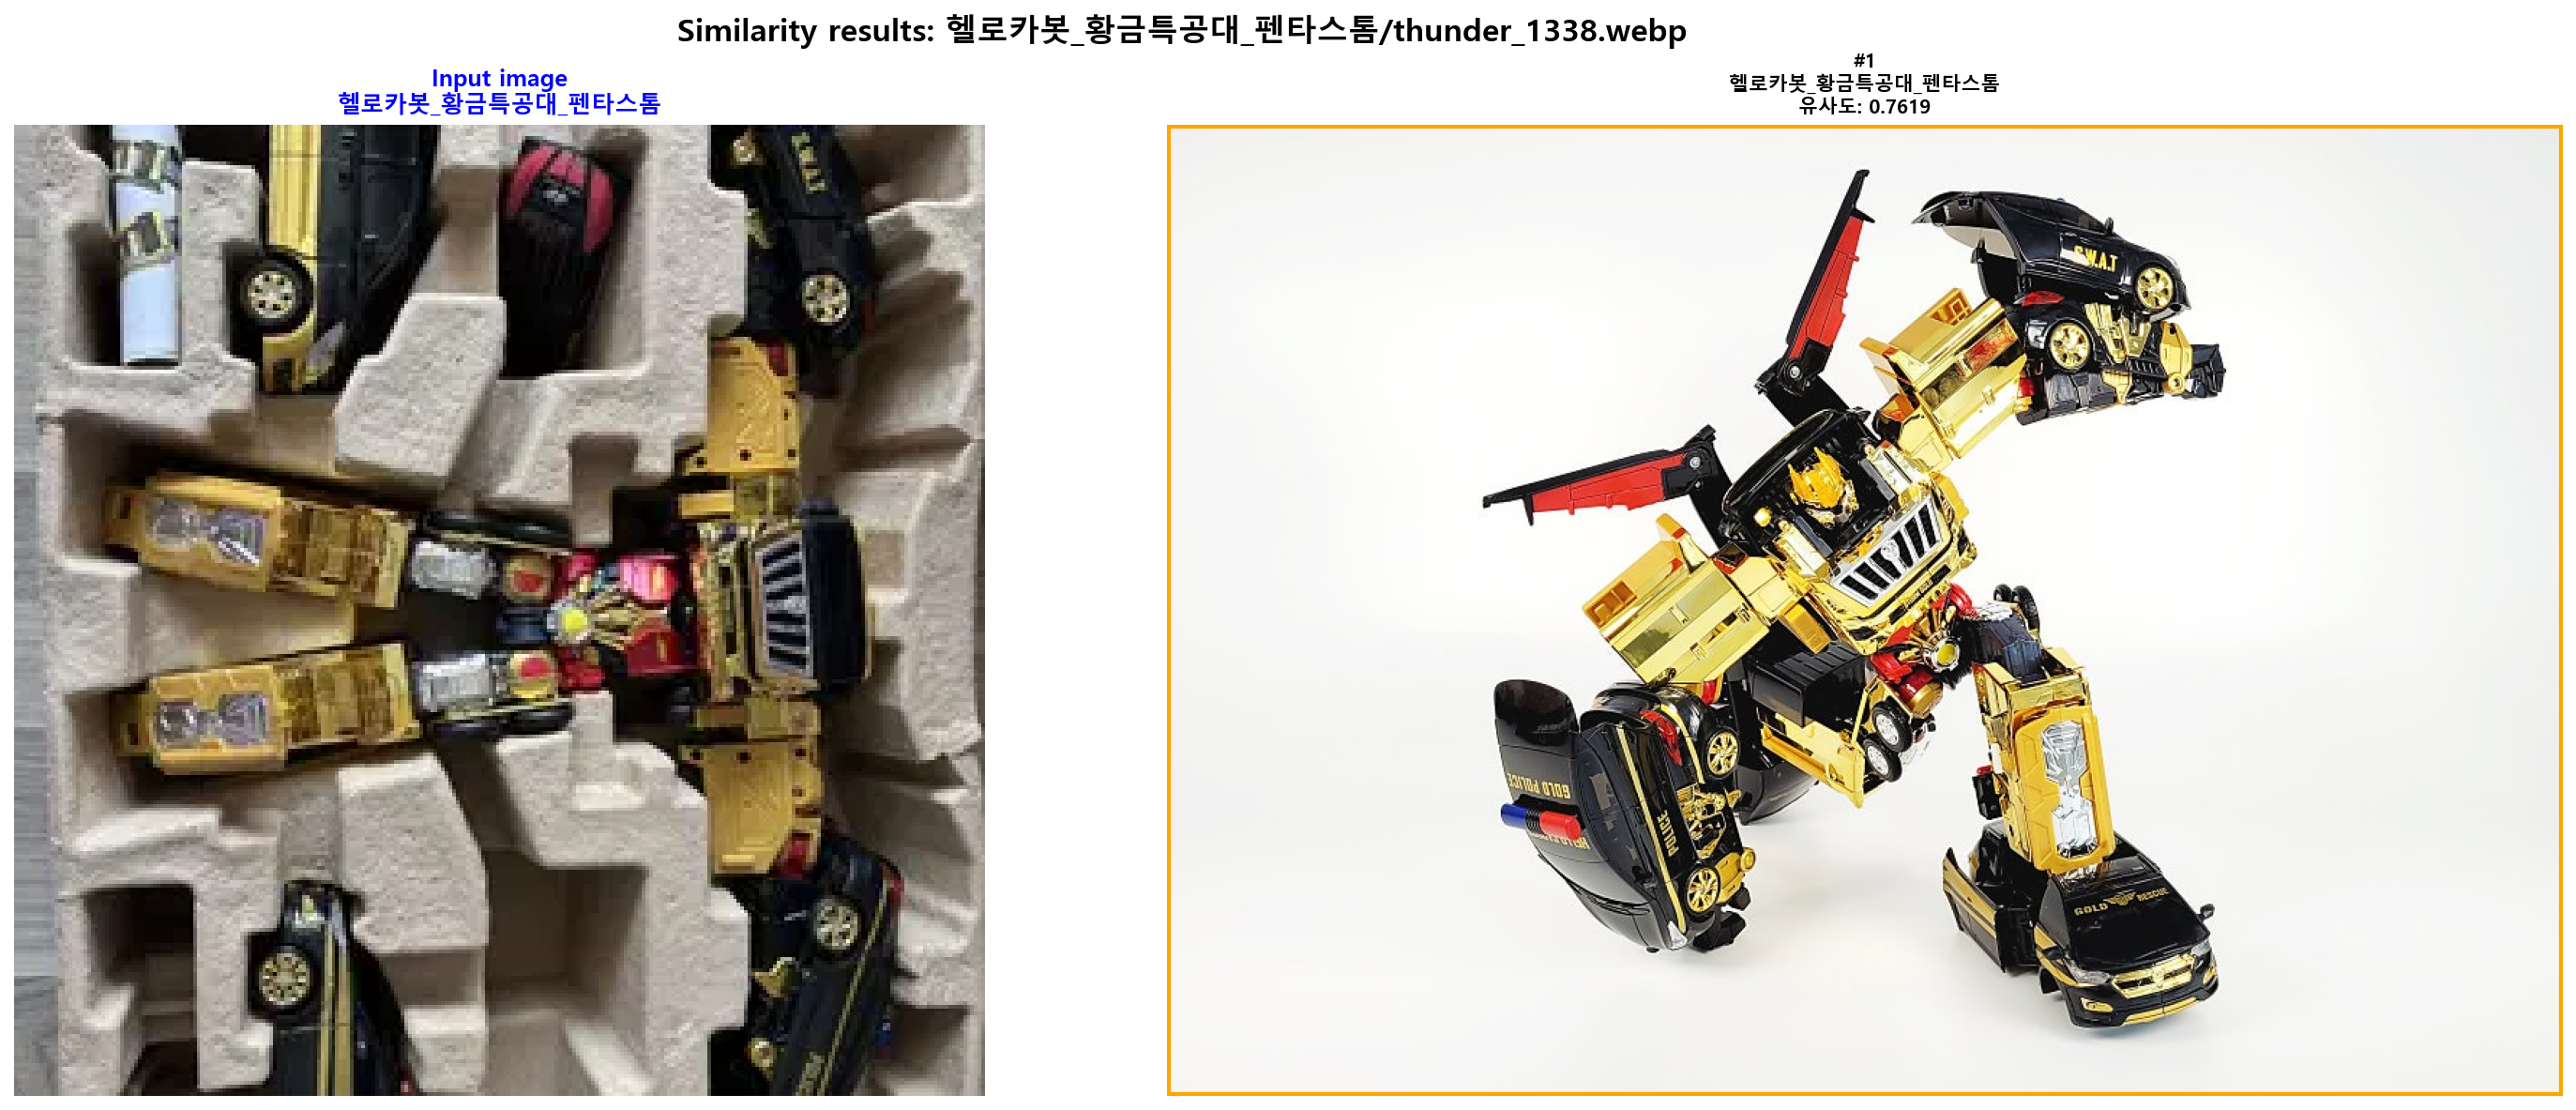 Similarity results: 헬로카봇_황금특공대_펜타스톰/thunder_1338.webp
Input image
헬로카봇_황금특공대_펜타스톰
#1
헬로카봇_황금특공대_펜타스톰
유사도: 0.7619
S.W.A.T
S.W.A.T
GOLD POLICE
POLICE
GOLD RESCUE